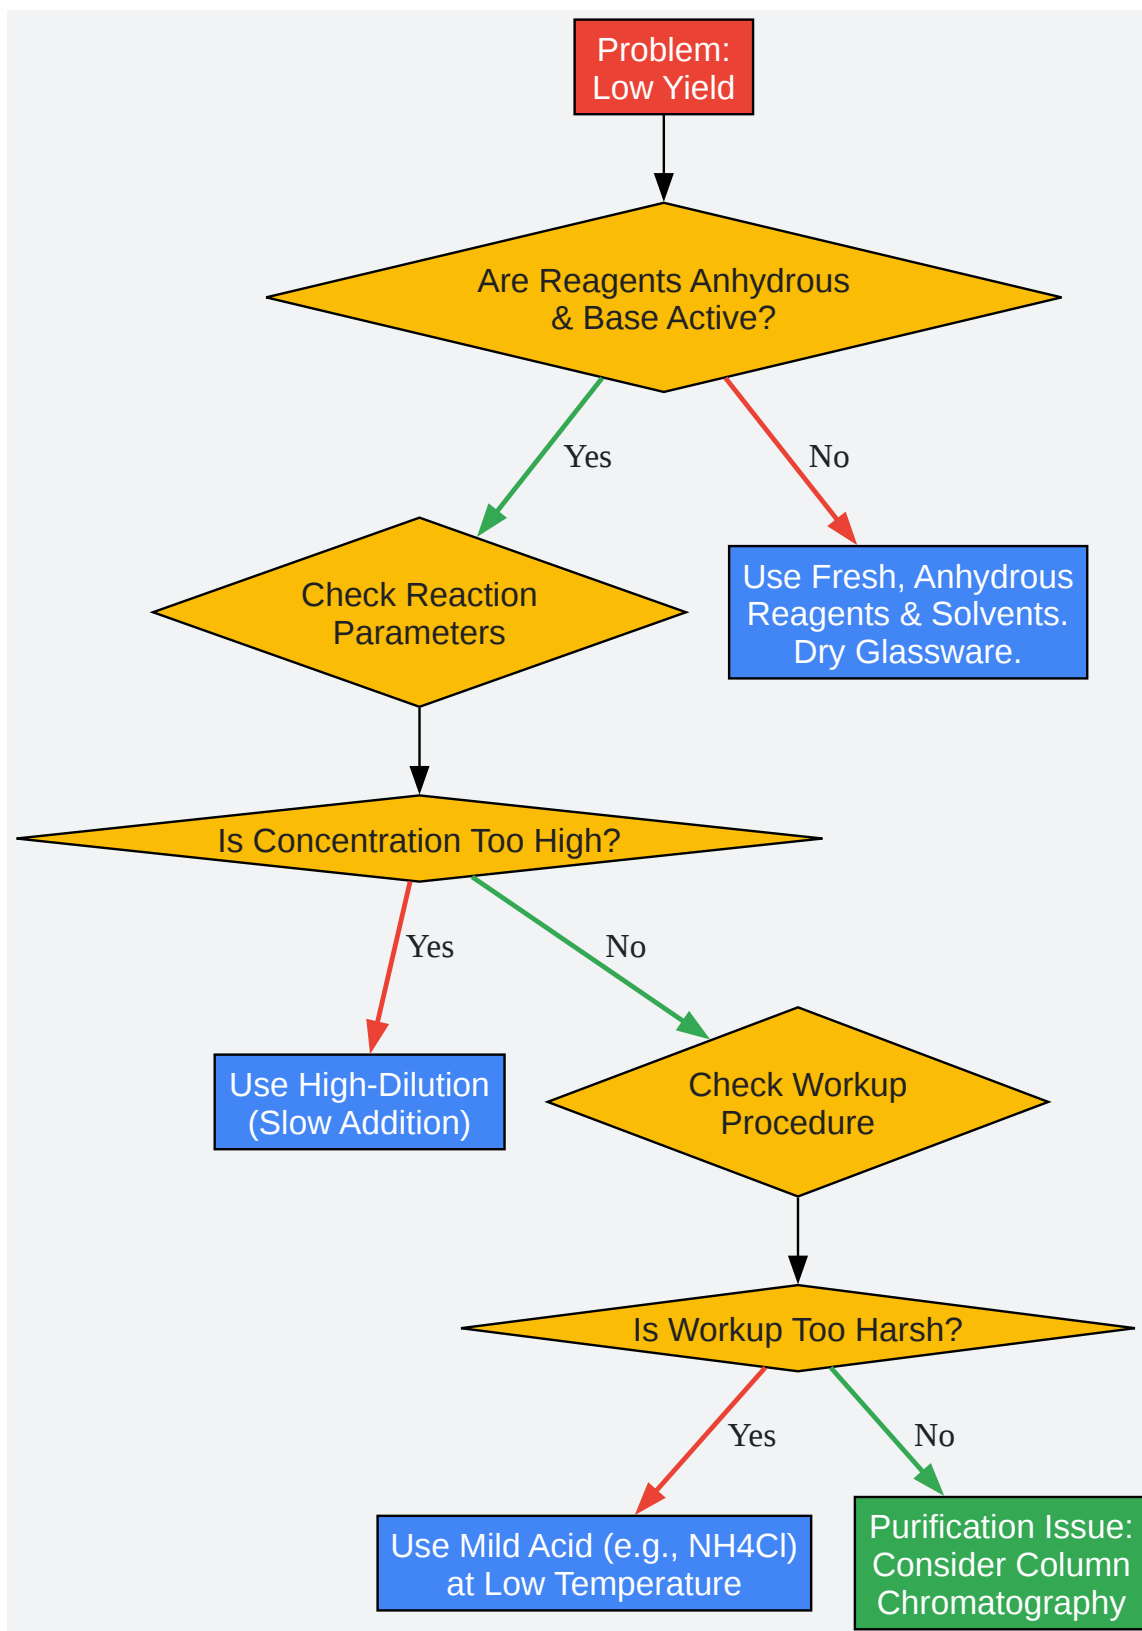 Problem:
Low Yield
Are Reagents Anhydrous
& Base Active?
Yes
No
Check Reaction
Parameters
Use Fresh, Anhydrous
Reagents & Solvents.
Dry Glassware.
Is Concentration Too High?
Yes
No
Use High-Dilution
(Slow Addition)
Check Workup
Procedure
Is Workup Too Harsh?
Yes
No
Use Mild Acid (e.g., NH4Cl)
at Low Temperature
Purification Issue:
Consider Column
Chromatography